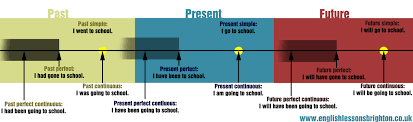 Past
Present
Future
Past simple:
I went to school.
Present simple:
I go to school.
Future simple:
I will go to school.
Past perfect:
I had gone to school.
Present perfect:
I have been to school.
Future perfect:
I will have gone to school.
Past perfect continuous:
I had been going to school.
Past continuous:
I was going to school.
Present perfect continuous:
I have been going to school.
Present continuous:
I am going to school.
Future perfect continuous:
I will have been going to school.
Future continuous:
I will be going to school.
www.englishlessonsbrighton.co.uk